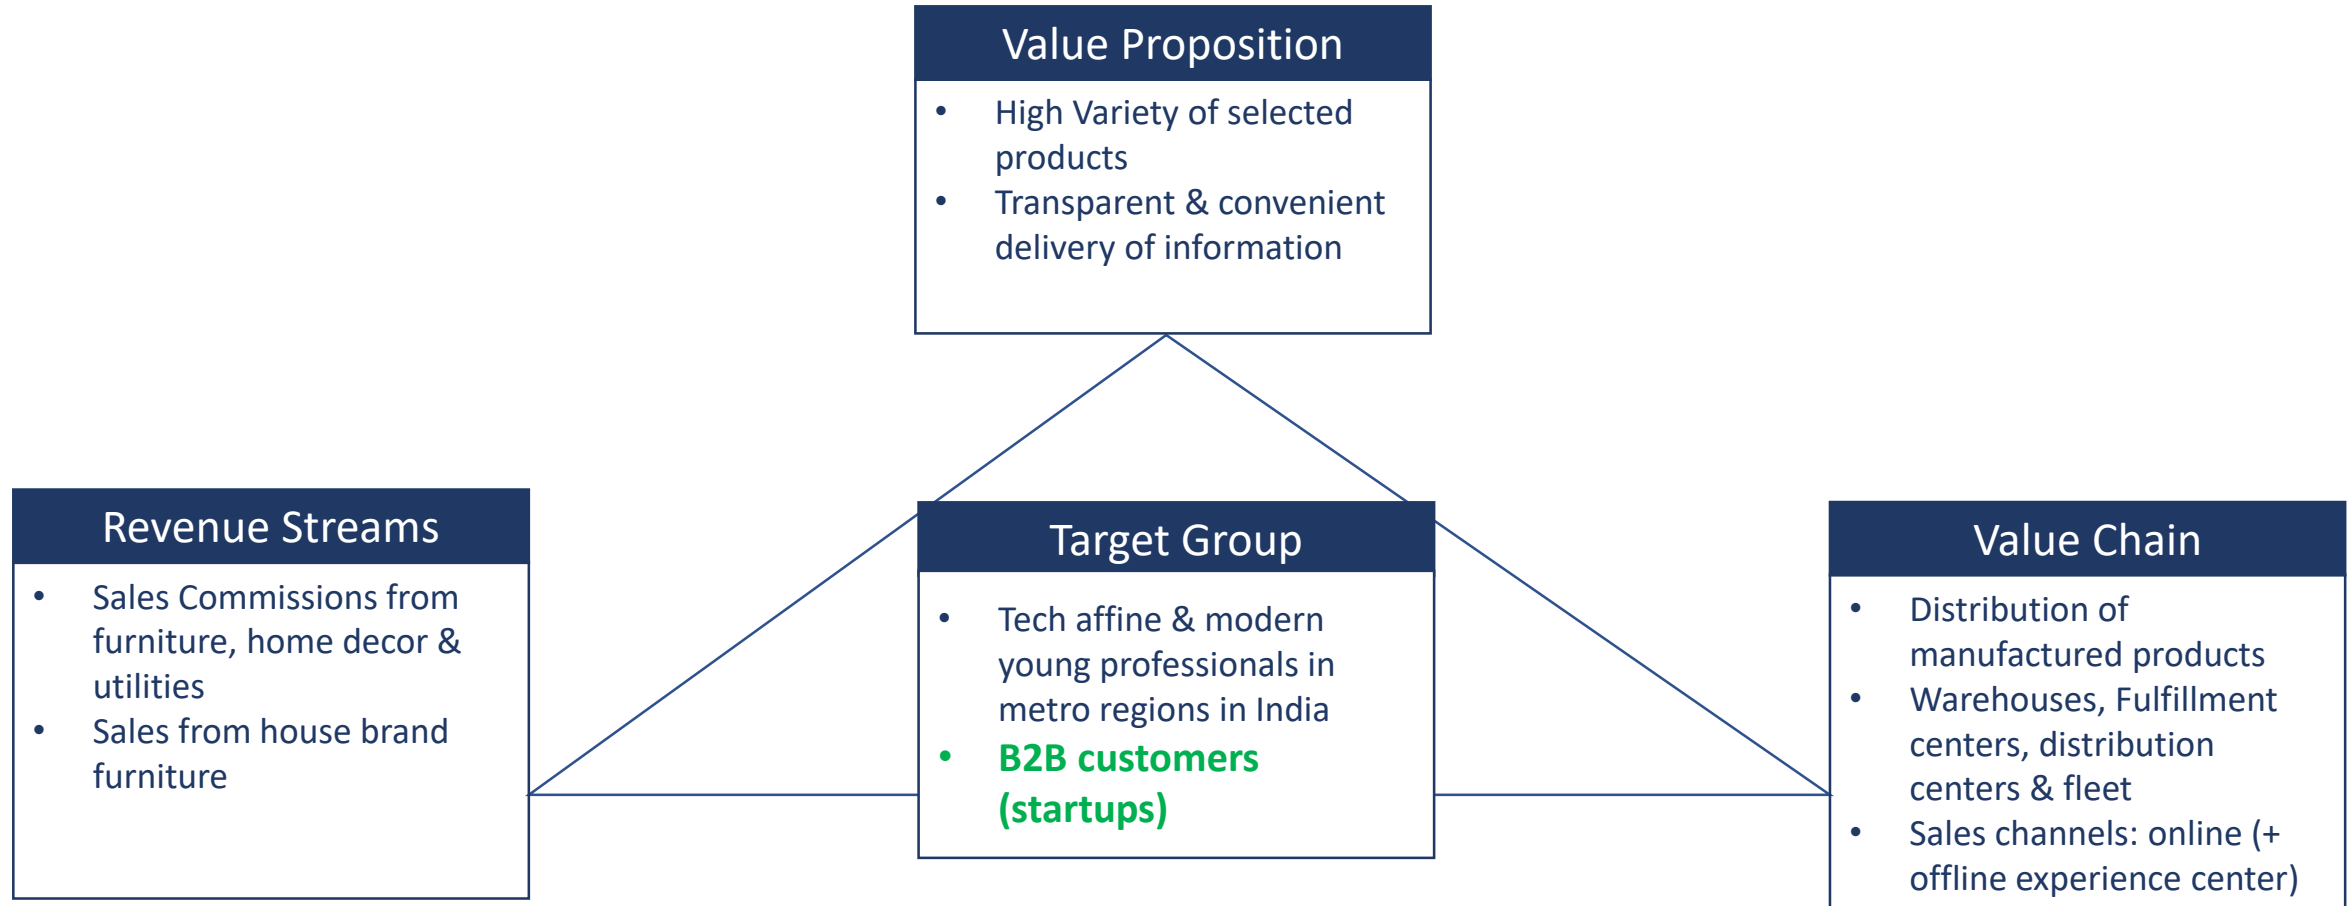 Value Proposition
• High Variety of selected
products
• Transparent & convenient
delivery of information
Revenue Streams
• Sales Commissions from
furniture, home decor &
utilities
• Sales from house brand
furniture
Target Group
• Tech affine & modern
young professionals in
metro regions in India
• B2B customers
(startups)
Value Chain
• Distribution of
manufactured products
• Warehouses, Fulfillment
centers, distribution
centers & fleet
• Sales channels: online (+
offline experience center)